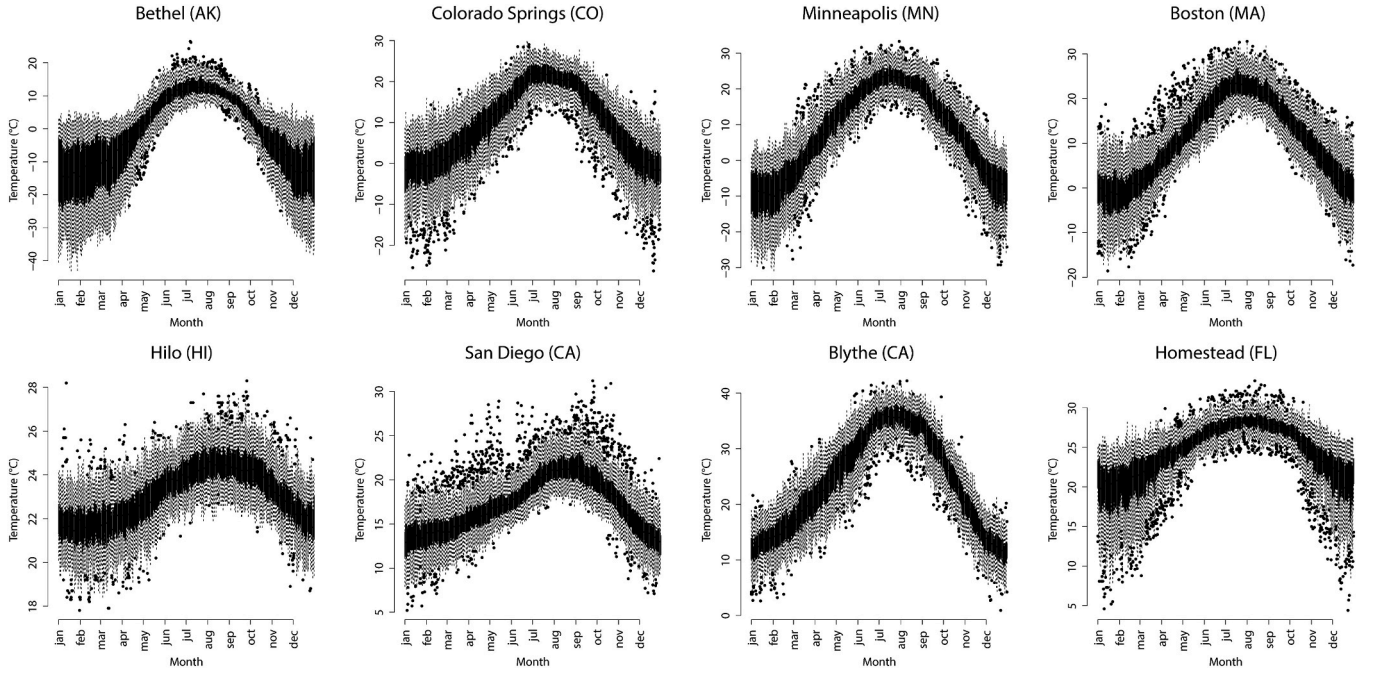 Bethel (AK)
Temperature (°C)
20
10
0
−10
−20
−30
−40
jan feb mar apr may jun jul aug sep oct nov dec
Month
Colorado Springs (CO)
Temperature (°C)
30
20
10
0
−10
−20
jan feb mar apr may jun jul aug sep oct nov dec
Month
Minneapolis (MN)
Temperature (°C)
30
20
10
0
−10
−20
−30
jan feb mar apr may jun jul aug sep oct nov dec
Month
Boston (MA)
Temperature (°C)
30
20
10
0
−10
−20
jan feb mar apr may jun jul aug sep oct nov dec
Month
Hilo (HI)
Temperature (°C)
28
26
24
22
20
18
jan feb mar apr may jun jul aug sep oct nov dec
Month
San Diego (CA)
Temperature (°C)
30
25
20
15
10
5
jan feb mar apr may jun jul aug sep oct nov dec
Month
Blythe (CA)
Temperature (°C)
40
30
20
10
0
jan feb mar apr may jun jul aug sep oct nov dec
Month
Homestead (FL)
Temperature (°C)
30
25
20
15
10
5
jan feb mar apr may jun jul aug sep oct nov dec
Month